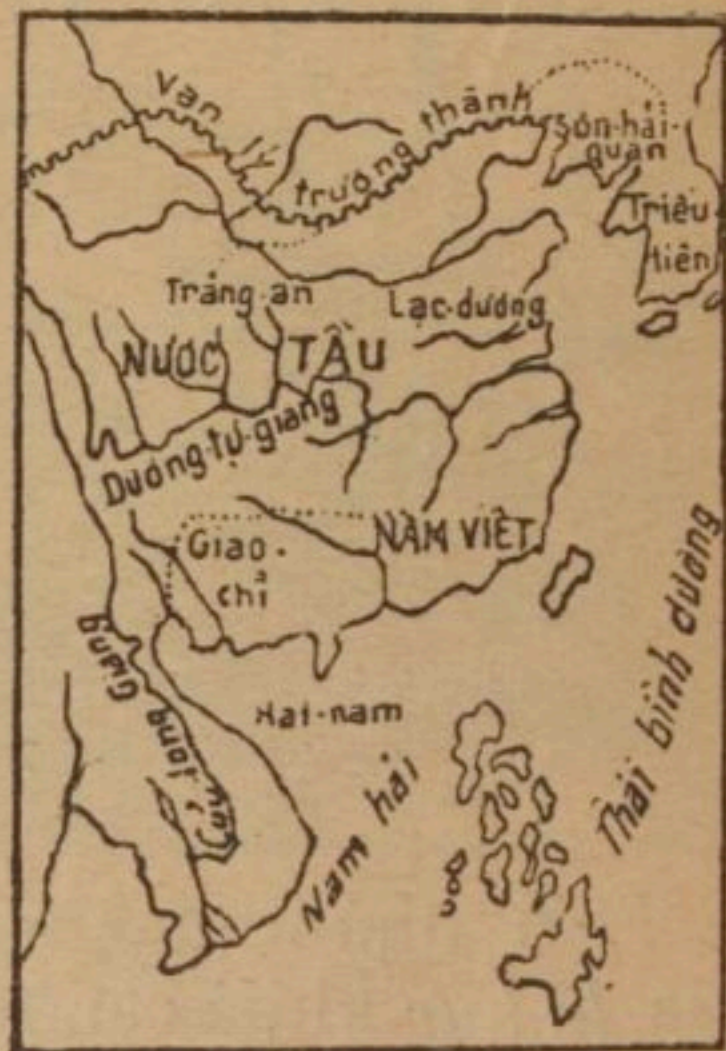 Vạn lý trường thành
Sơn-hải-
quan
Triều
tiên
Tràng-an
Lạc-dương
NƯỚC TẦU
Dương-tự-giang
NAM VIỆT
Giao-
chỉ
Cửu long Giang
Hải-nam
Nam hải
Thái bình dương